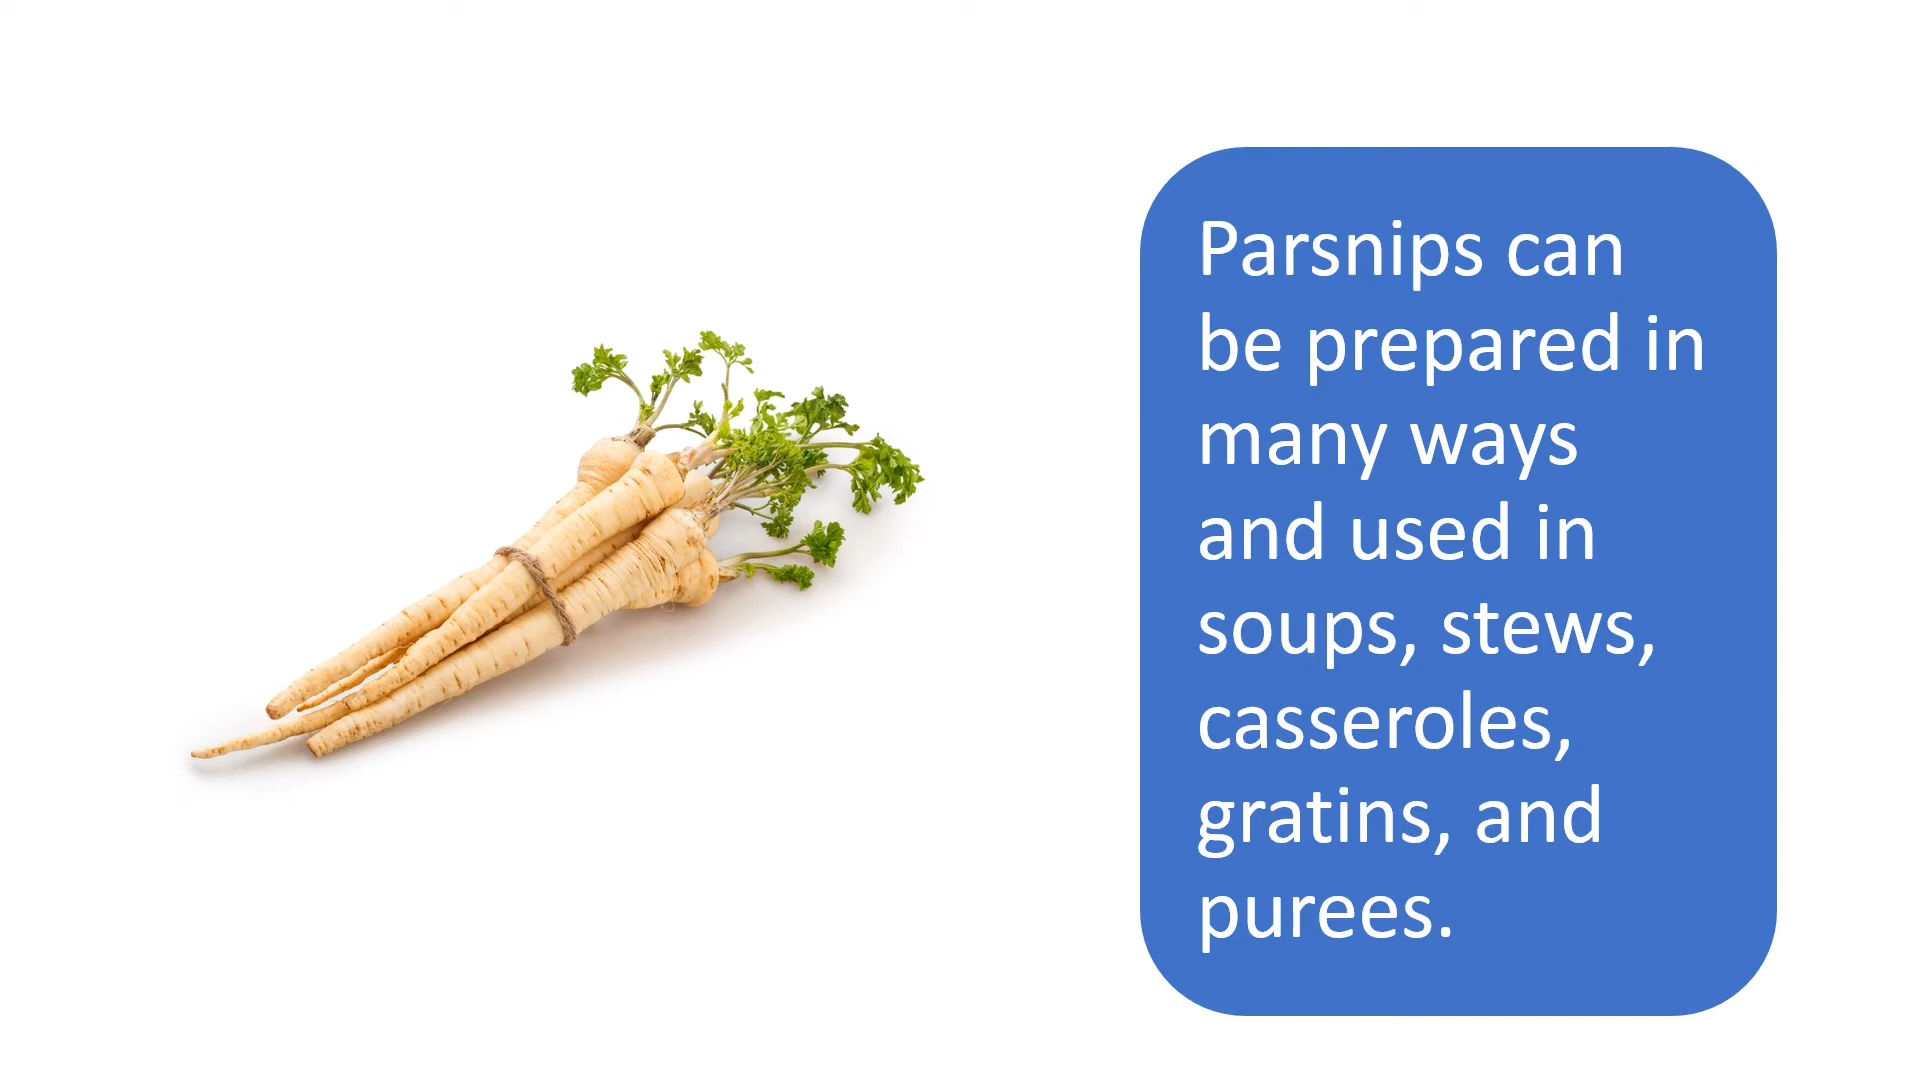 Parsnips can
be prepared in
many ways
and used in
soups, stews,
casseroles,
gratins, and
purees.